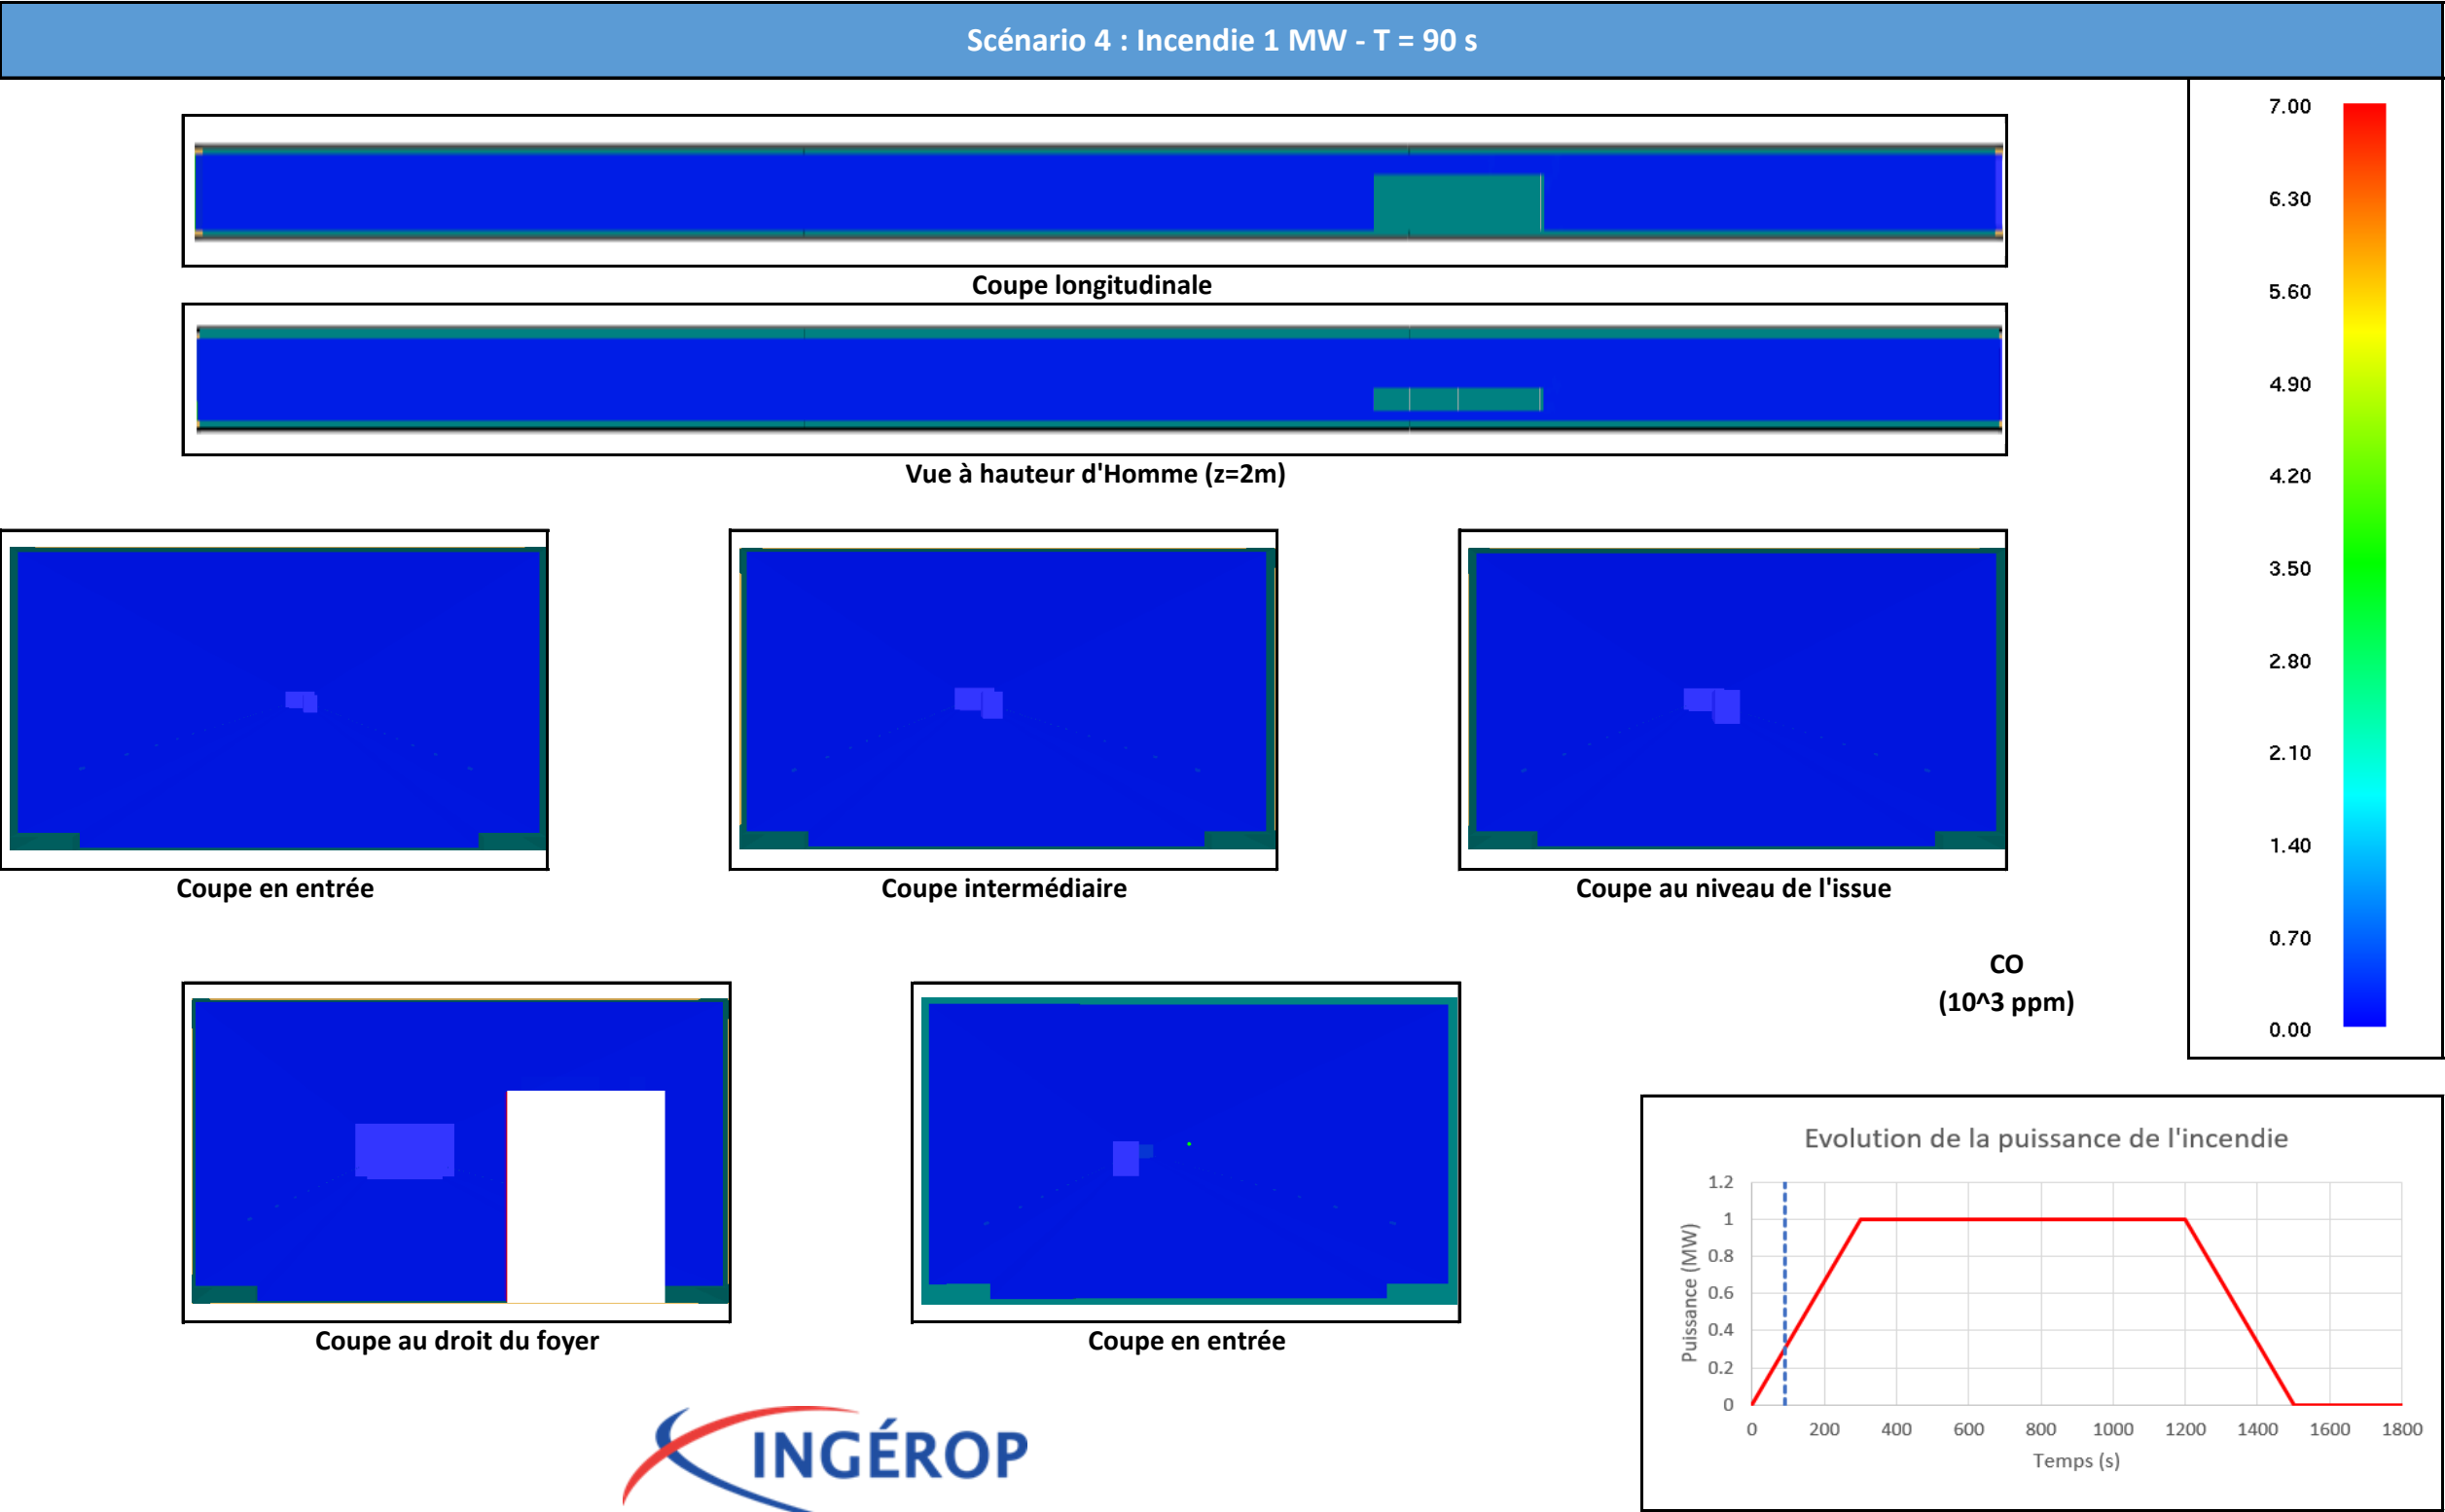 Scénario 4 : Incendie 1 MW - T = 90 s
Coupe longitudinale
Vue à hauteur d'Homme (z=2m)
Coupe en entrée
Coupe intermédiaire
Coupe au niveau de l'issue
Coupe au droit du foyer
Coupe en entrée
CO
(10^3 ppm)
7.00
6.30
5.60
4.90
4.20
3.50
2.80
2.10
1.40
0.70
0.00
Evolution de la puissance de l'incendie
Puissance (MW)
1.2
1
0.8
0.6
0.4
0.2
0
0 200 400 600 800 1000 1200 1400 1600 1800
Temps (s)
INGÉROP